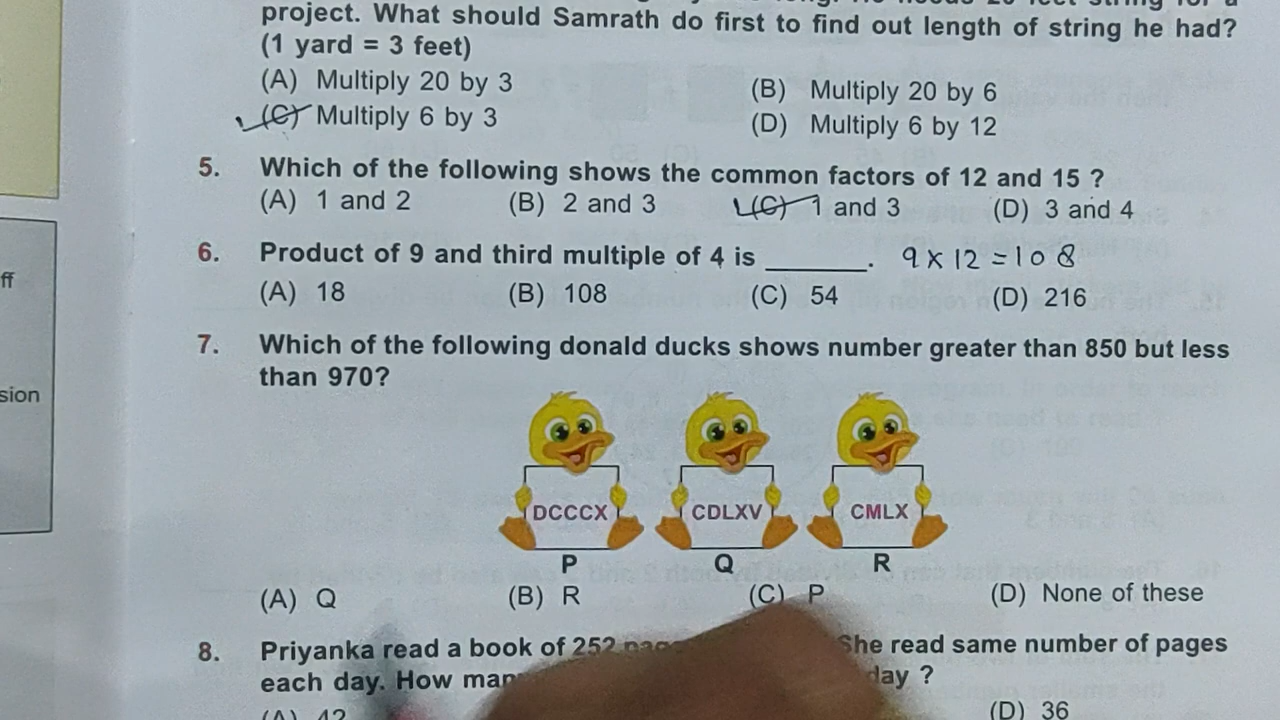 project. What should Samrath do first to find out length of string he had?
(1 yard = 3 feet)
(A) Multiply 20 by 3 (B) Multiply 20 by 6
(C) Multiply 6 by 3 (D) Multiply 6 by 12
5. Which of the following shows the common factors of 12 and 15 ?
(A) 1 and 2 (B) 2 and 3 (C) 1 and 3 (D) 3 and 4
6. Product of 9 and third multiple of 4 is ______. 9 x 12 = 108
(A) 18 (B) 108 (C) 54 (D) 216
ff
7. Which of the following donald ducks shows number greater than 850 but less
than 970?
sion
DCCCX CDLXV CMLX
P Q R
(A) Q (B) R (C) P (D) None of these
8. Priyanka read a book of 252 She read same number of pages
each day. How day ?
(A) 42 (D) 36